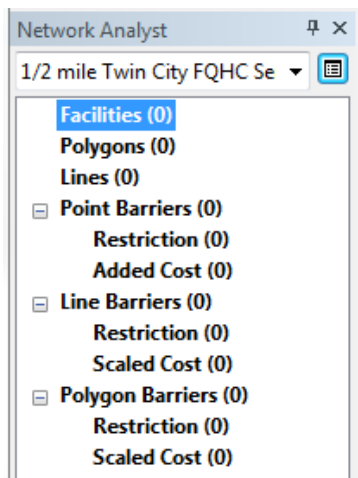 Network Analyst
1/2 mile Twin City FQHC Se
Facilities (0)
Polygons (0)
Lines (0)
Point Barriers (0)
Restriction (0)
Added Cost (0)
Line Barriers (0)
Restriction (0)
Scaled Cost (0)
Polygon Barriers (0)
Restriction (0)
Scaled Cost (0)